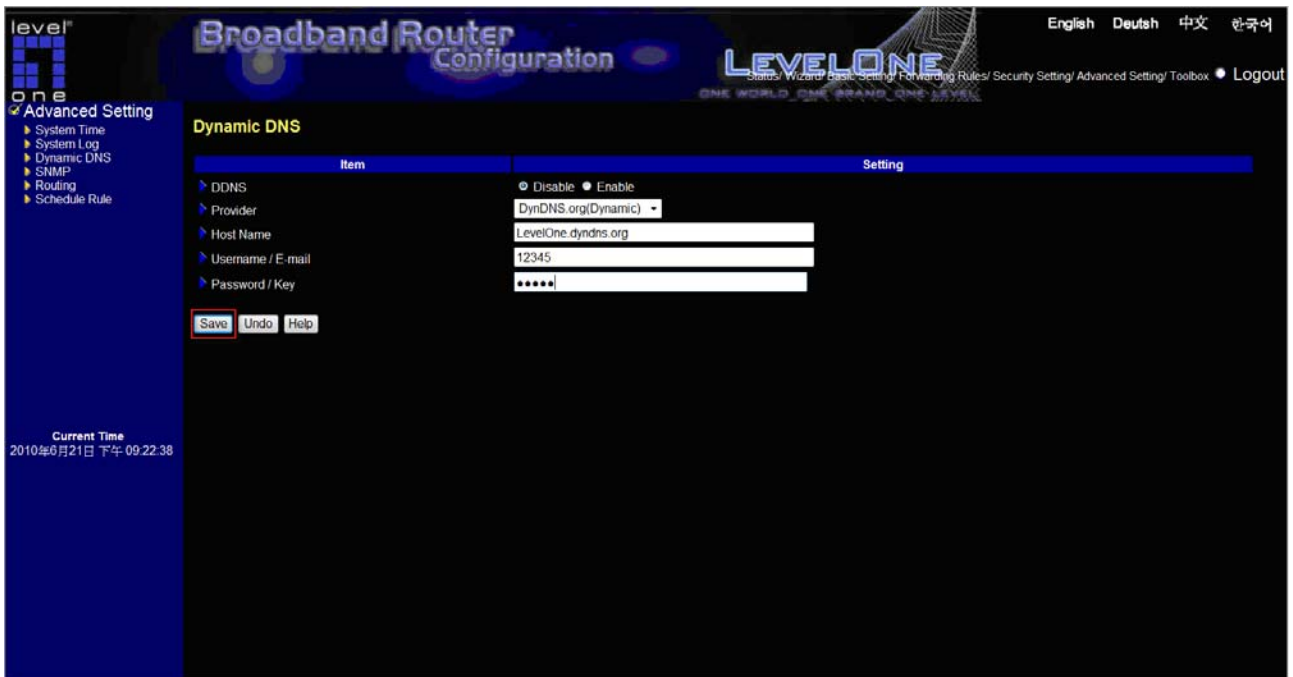 level
one
Broadband Router
Configuration
LEVELONE
ONE WORLD_ONE BRAND_ONE LEVEL
English Deutsh 中文 한국어
Status/ Wizard/ Basic Setting/ Forwarding Rules/ Security Setting/ Advanced Setting/ Toolbox Logout
Advanced Setting
System Time
System Log
Dynamic DNS
SNMP
Routing
Schedule Rule
Current Time
2010年6月21日 下午 09:22:38
Dynamic DNS
Item Setting
DDNS Disable Enable
Provider DynDNS.org(Dynamic)
Host Name LevelOne.dyndns.org
Username / E-mail 12345
Password / Key •••••
Save Undo Help